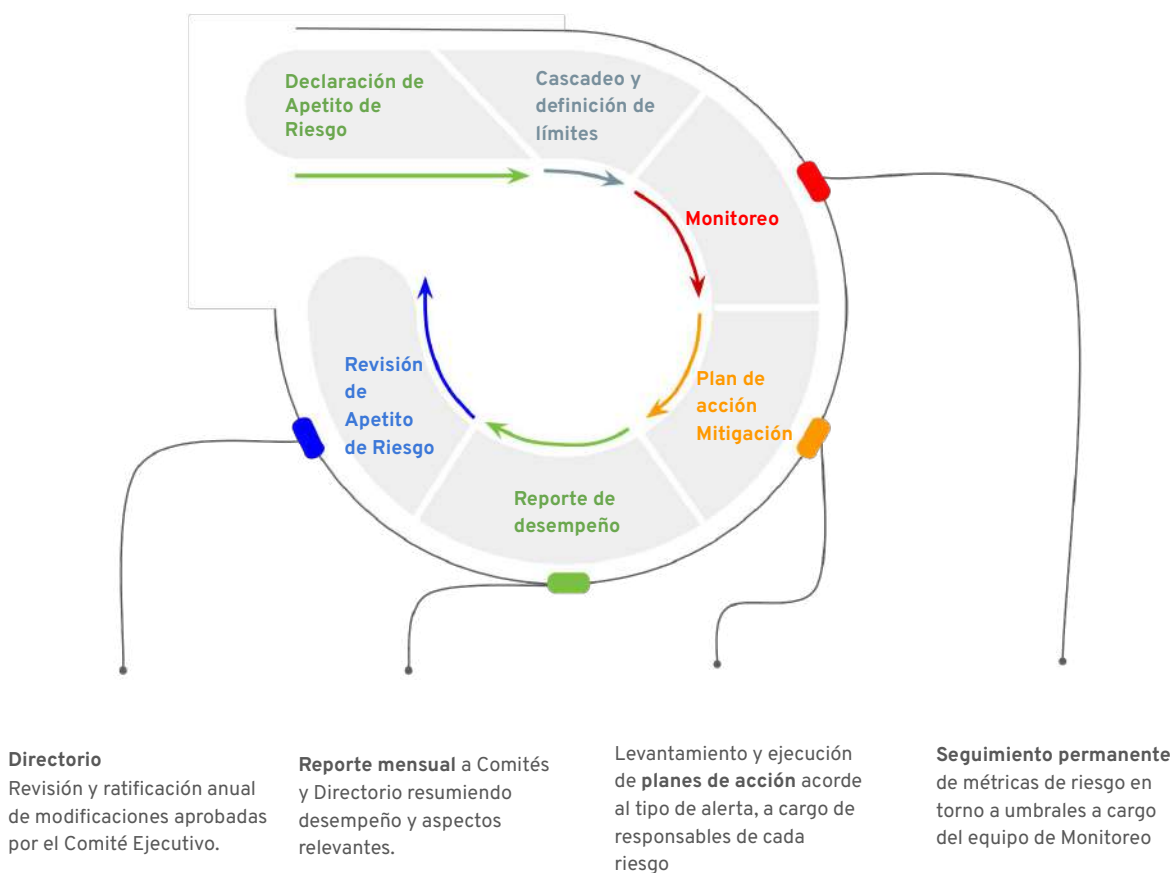 Declaración de
Apetito de
Riesgo
Cascadeo y
definición de
límites
Monitoreo
Plan de
acción
Mitigación
Reporte de
desempeño
Revisión
de
Apetito
de Riesgo
Directorio
Revisión y ratificación anual
de modificaciones aprobadas
por el Comité Ejecutivo.
Reporte mensual a Comités
y Directorio resumiendo
desempeño y aspectos
relevantes.
Levantamiento y ejecución
de planes de acción acorde
al tipo de alerta, a cargo de
responsables de cada
riesgo
Seguimiento permanente
de métricas de riesgo en
torno a umbrales a cargo
del equipo de Monitoreo